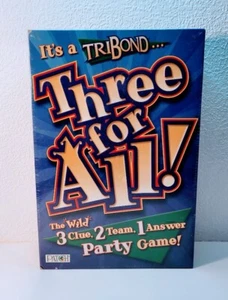 It's a TRIBOND...
Three
for
All!
The "Wild"
3 Clue, 2 Team, 1 Answer
Party Game!